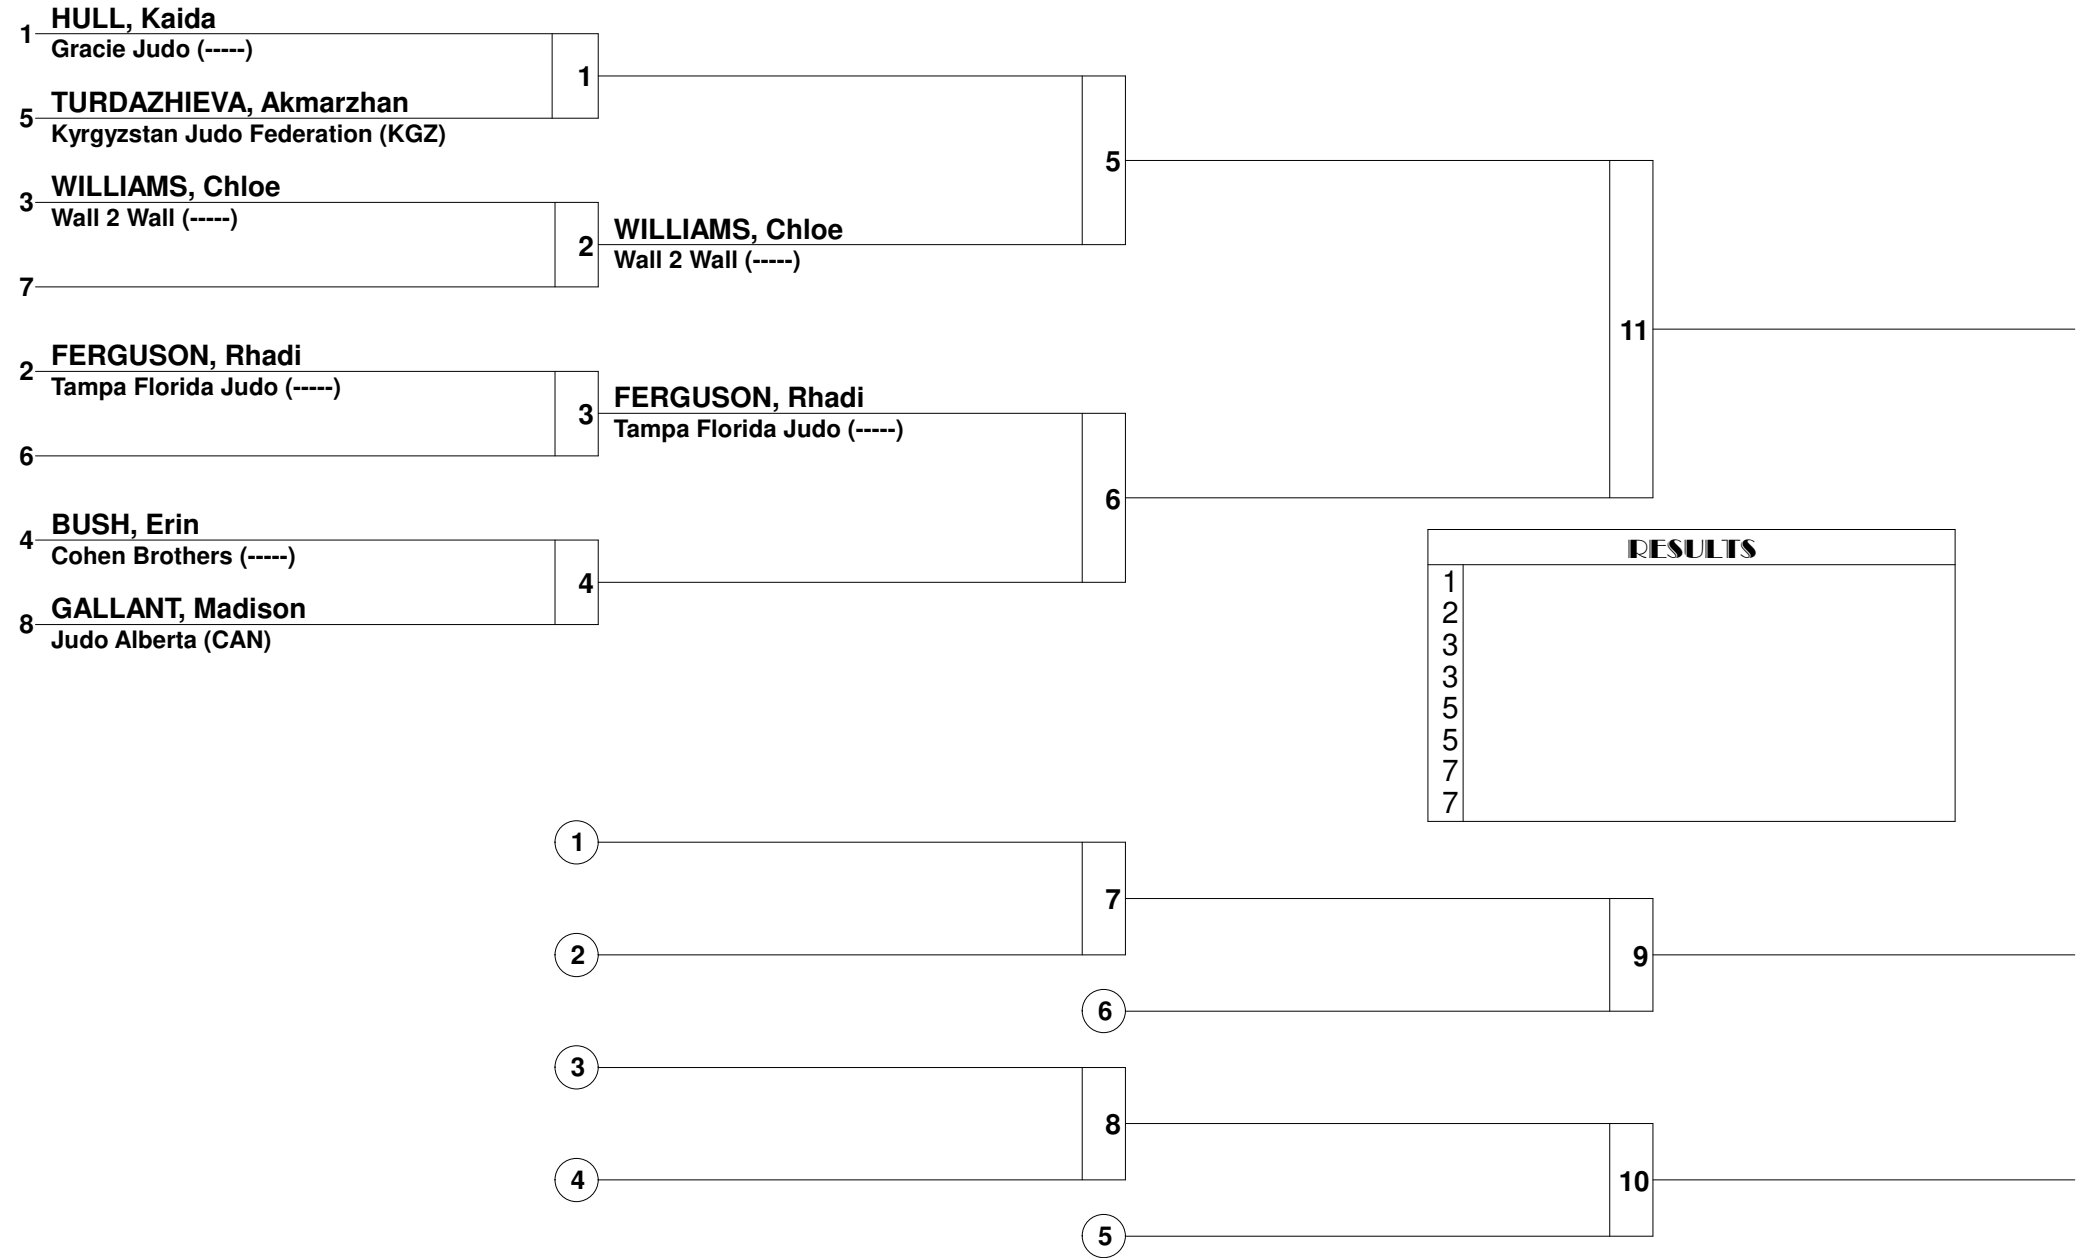 HULL, Kaida
1
Gracie Judo (-----)
1
TURDAZHIEVA, Akmarzhan
5
Kyrgyzstan Judo Federation (KGZ)
5
WILLIAMS, Chloe
3
Wall 2 Wall (-----)
2
WILLIAMS, Chloe
Wall 2 Wall (-----)
7
11
FERGUSON, Rhadi
2
Tampa Florida Judo (-----)
3
FERGUSON, Rhadi
Tampa Florida Judo (-----)
6
6
BUSH, Erin
4
Cohen Brothers (-----)
4
GALLANT, Madison
8
Judo Alberta (CAN)
RESULTS
1
2
3
3
5
5
7
7
1
7
2
9
6
3
8
4
10
5